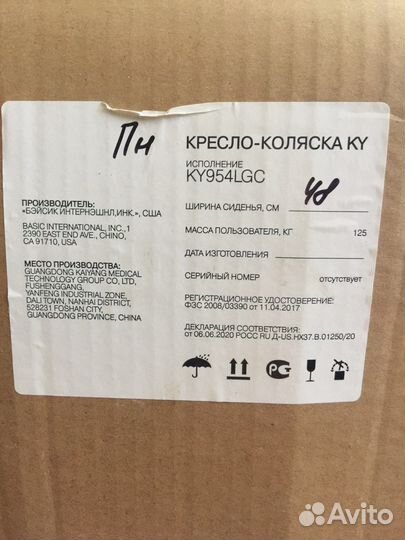 Пн
КРЕСЛО-КОЛЯСКА KY
ИСПОЛНЕНИЕ
KY954LGC
ШИРИНА СИДЕНЬЯ, СМ 48
МАССА ПОЛЬЗОВАТЕЛЯ, КГ 125
ДАТА ИЗГОТОВЛЕНИЯ
СЕРИЙНЫЙ НОМЕР отсутствует
РЕГИСТРАЦИОННОЕ УДОСТОВЕРЕНИЕ:
ФЗС 2008/03390 от 11.04.2017
ДЕКЛАРАЦИЯ СООТВЕТСТВИЯ:
от 06.06.2020 РОСС RU Д-US.HX37.B.01250/20
ПРОИЗВОДИТЕЛЬ:
«БЭЙСИК ИНТЕРНЭШНЛ,ИНК.», США
BASIC INTERNATIONAL, INC.,1
2390 EAST END AVE., CHINO,
CA 91710, USA
МЕСТО ПРОИЗВОДСТВА:
GUANGDONG KAIYANG MEDICAL
TECHNOLOGY GROUP CO, LTD,
FUSHENGGANG,
YANFENG INDUSTRIAL ZONE,
DALI TOWN, NANHAI DISTRICT,
528231 FOSHAN CITY,
GUANGDONG PROVINCE, CHINA
РСТ
Avito